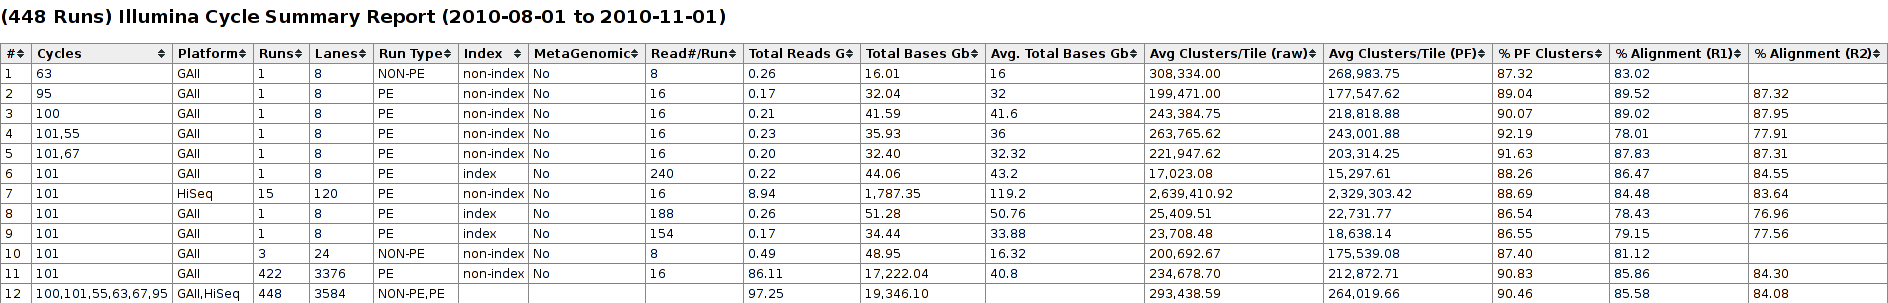 (448 Runs) Illumina Cycle Summary Report (2010-08-01 to 2010-11-01)
# Cycles Platform Runs Lanes Run Type Index MetaGenomic Read#/Run Total Reads G Total Bases Gb Avg. Total Bases Gb Avg Clusters/Tile (raw) Avg Clusters/Tile (PF) % PF Clusters % Alignment (R1) % Alignment (R2)
1 63 GAII 1 8 NON-PE non-index No 8 0.26 16.01 16 308,334.00 268,983.75 87.32 83.02
2 95 GAII 1 8 PE non-index No 16 0.17 32.04 32 199,471.00 177,547.62 89.04 89.52 87.32
3 100 GAII 1 8 PE non-index No 16 0.21 41.59 41.6 243,384.75 218,818.88 90.07 89.02 87.95
4 101,55 GAII 1 8 PE non-index No 16 0.23 35.93 36 263,765.62 243,001.88 92.19 78.01 77.91
5 101,67 GAII 1 8 PE non-index No 16 0.20 32.40 32.32 221,947.62 203,314.25 91.63 87.83 87.31
6 101 GAII 1 8 PE index No 240 0.22 44.06 43.2 17,023.08 15,297.61 88.26 86.47 84.55
7 101 HiSeq 15 120 PE non-index No 16 8.94 1,787.35 119.2 2,639,410.92 2,329,303.42 88.69 84.48 83.64
8 101 GAII 1 8 PE index No 188 0.26 51.28 50.76 25,409.51 22,731.77 86.54 78.43 76.96
9 101 GAII 1 8 PE index No 154 0.17 34.44 33.88 23,708.48 18,638.14 86.55 79.15 77.56
10 101 GAII 3 24 NON-PE non-index No 8 0.49 48.95 16.32 200,692.67 175,539.08 87.40 81.12
11 101 GAII 422 3376 PE non-index No 16 86.11 17,222.04 40.8 234,678.70 212,872.71 90.83 85.86 84.30
12 100,101,55,63,67,95 GAII,HiSeq 448 3584 NON-PE,PE 97.25 19,346.10 293,438.59 264,019.66 90.46 85.58 84.08